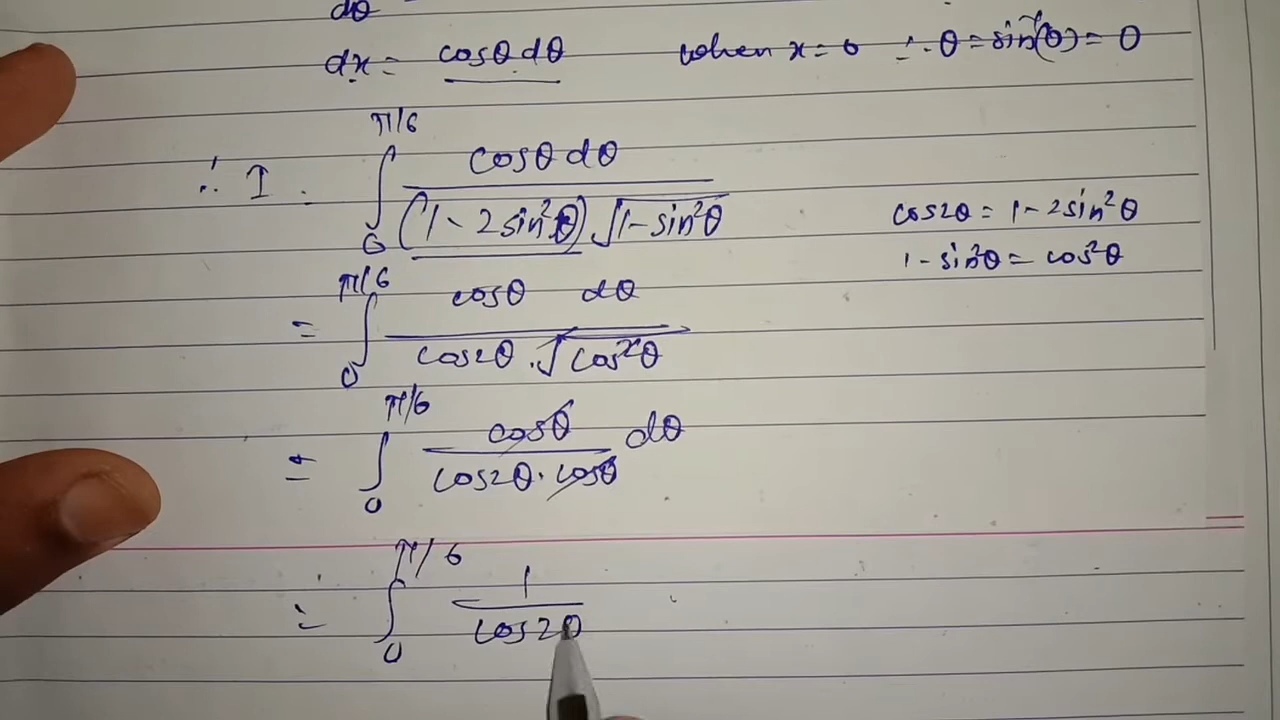 dθ
dx = cosθ dθ when x = 0 ∴ θ = sin⁻¹(0) = 0
∴ I . ∫₀^{π/6} cosθ dθ / (1 - 2sin²θ) √1 - sin²θ
cos2θ = 1 - 2sin²θ
1 - sin²θ = cos²θ
= ∫₀^{π/6} cosθ dθ / cos2θ . √cos²θ
= ∫₀^{π/6} cosθ / cos2θ . cosθ dθ
= ∫₀^{π/6} 1 / cos2θ